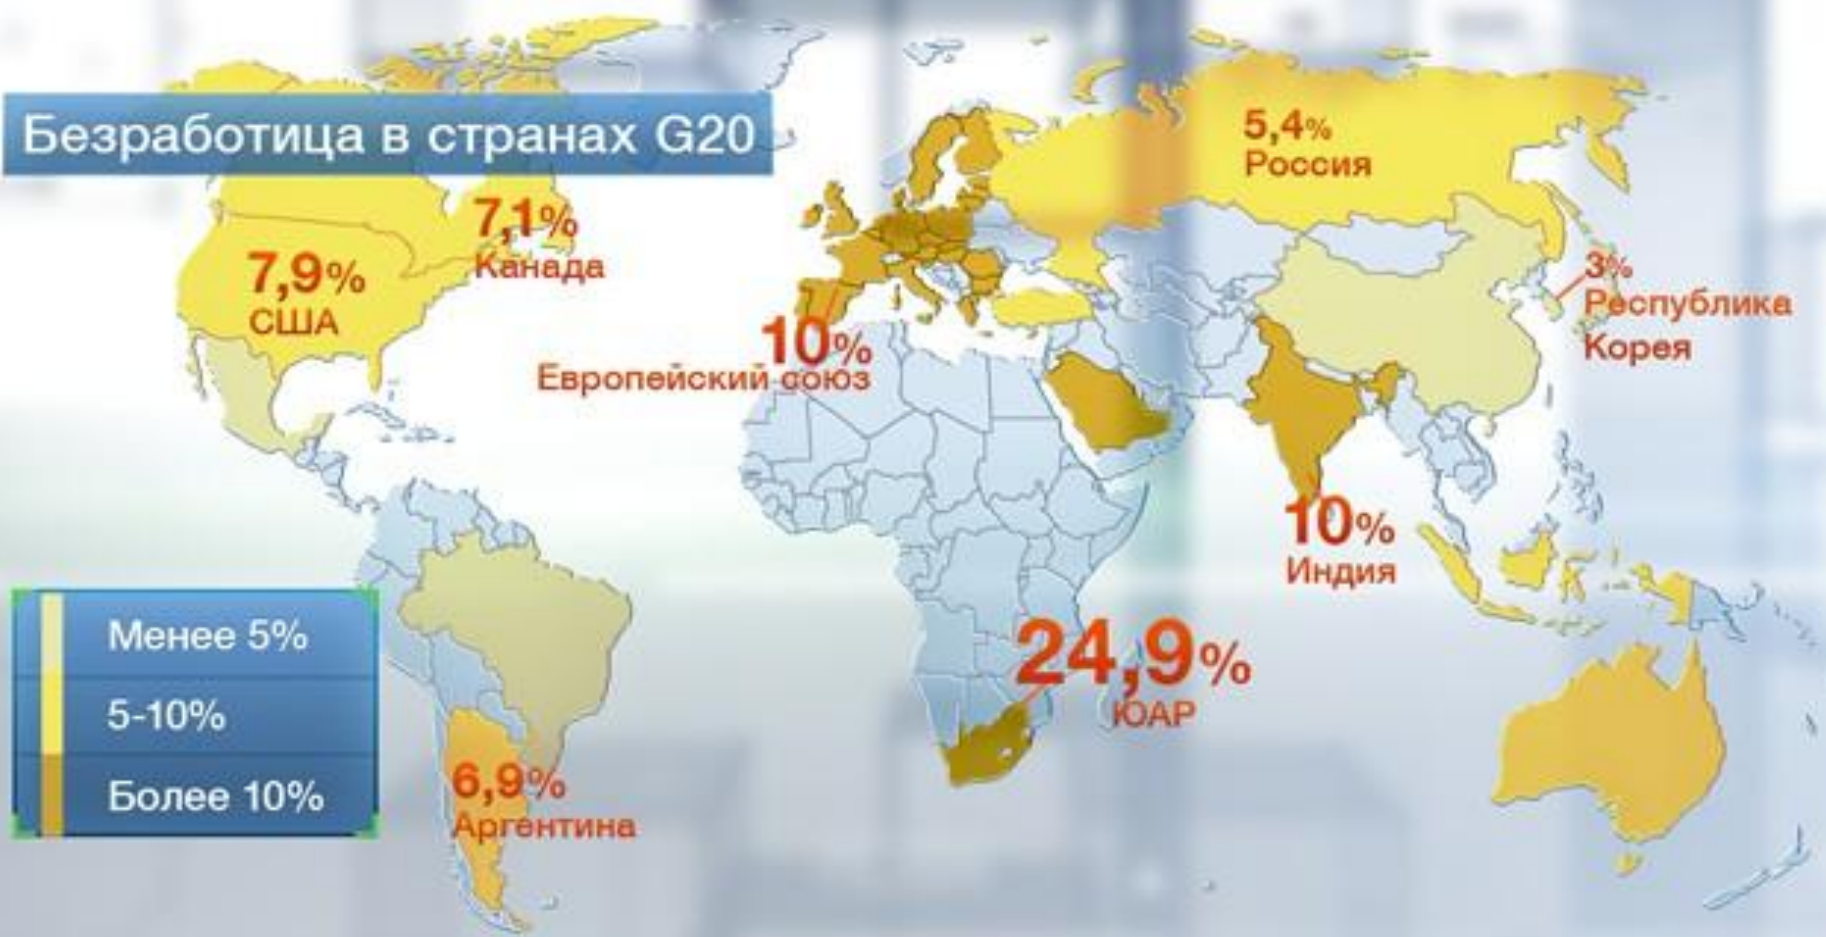 Безработица в странах G20
5,4%
Россия
7,1%
Канада
7,9%
США
3%
Республика
Корея
10%
Европейский союз
10%
Индия
24,9%
ЮАР
6,9%
Аргентина
Менее 5%
5-10%
Более 10%